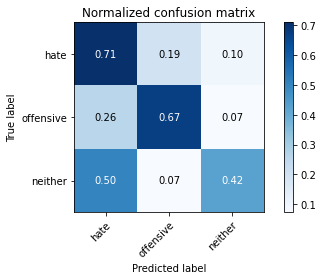 Normalized confusion matrix
True label
hate 0.71 0.19 0.10
offensive 0.26 0.67 0.07
neither 0.50 0.07 0.42
hate offensive neither
Predicted label
0.7
0.6
0.5
0.4
0.3
0.2
0.1